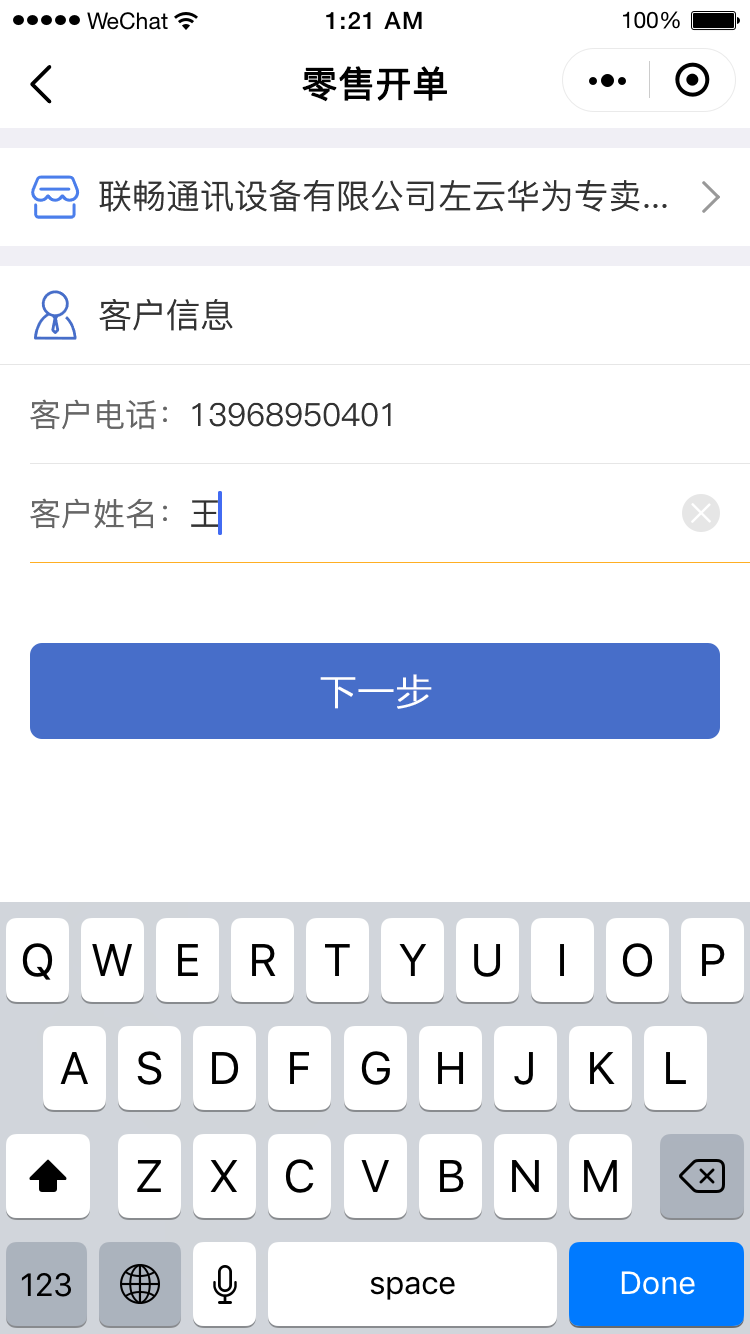 WeChat 1:21 AM 100%
零售开单
联畅通讯设备有限公司左云华为专卖...
客户信息
客户电话：13968950401
客户姓名：王
下一步
Q W E R T Y U I O P
A S D F G H J K L
Z X C V B N M
123 space Done